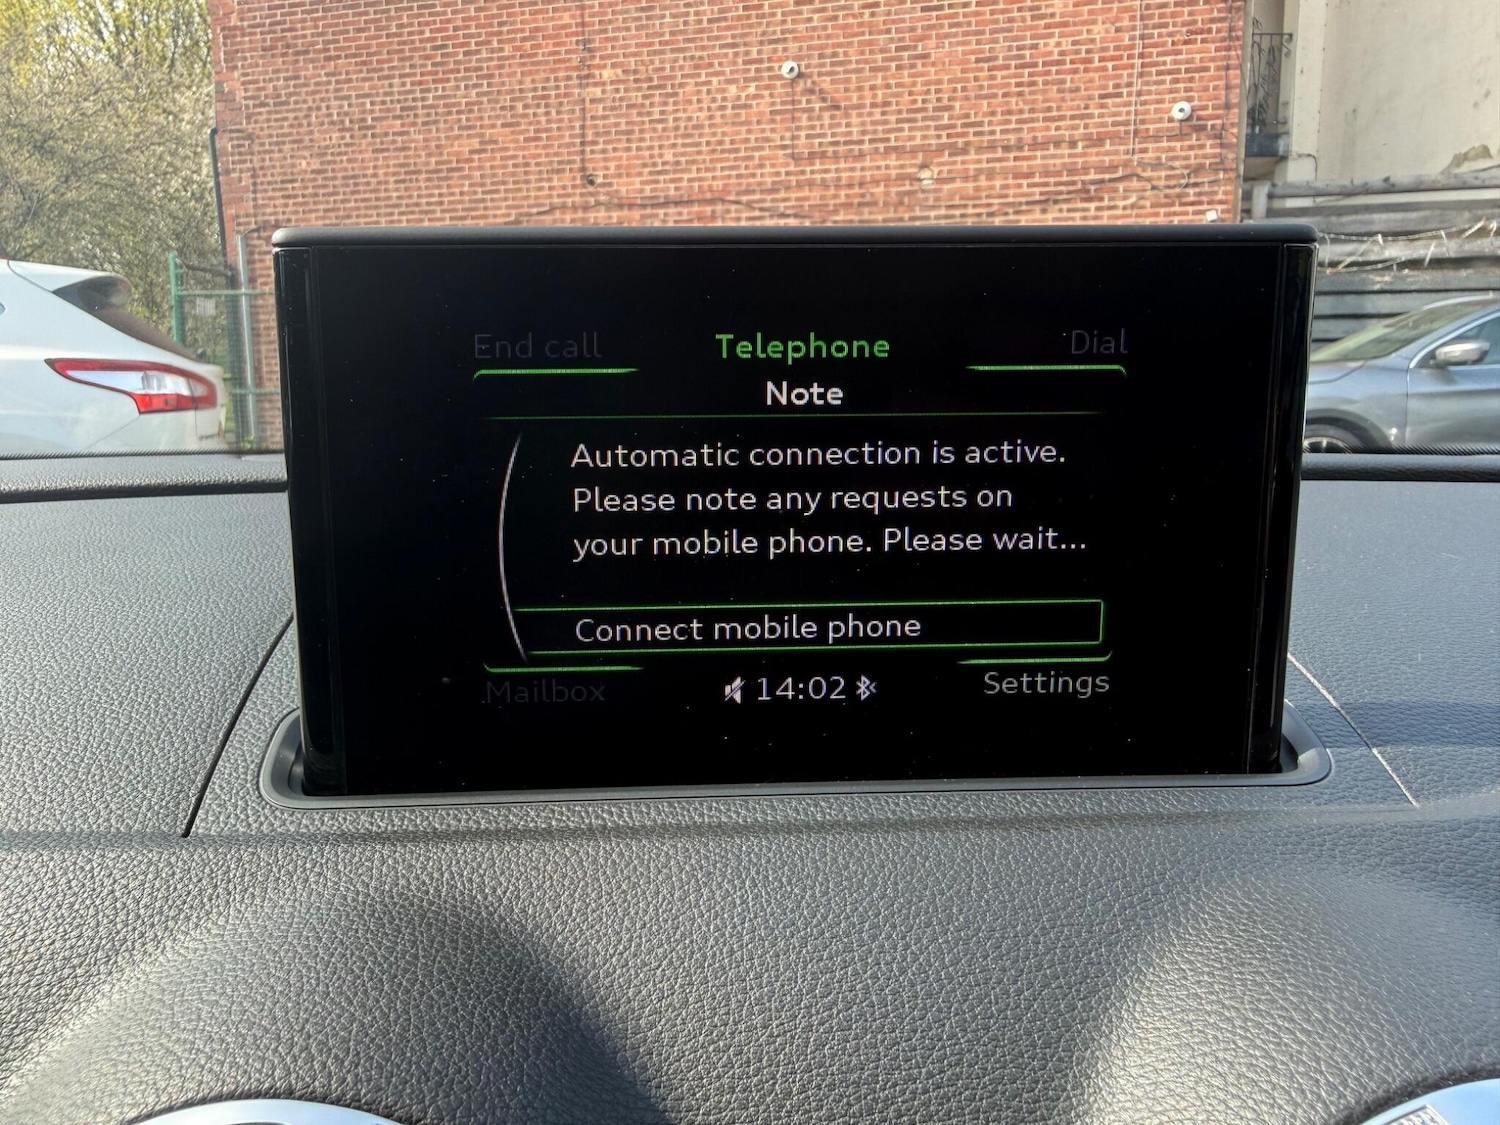 End call Telephone Dial
Note
Automatic connection is active.
Please note any requests on
your mobile phone. Please wait...
Connect mobile phone
Mailbox 14:02 Settings